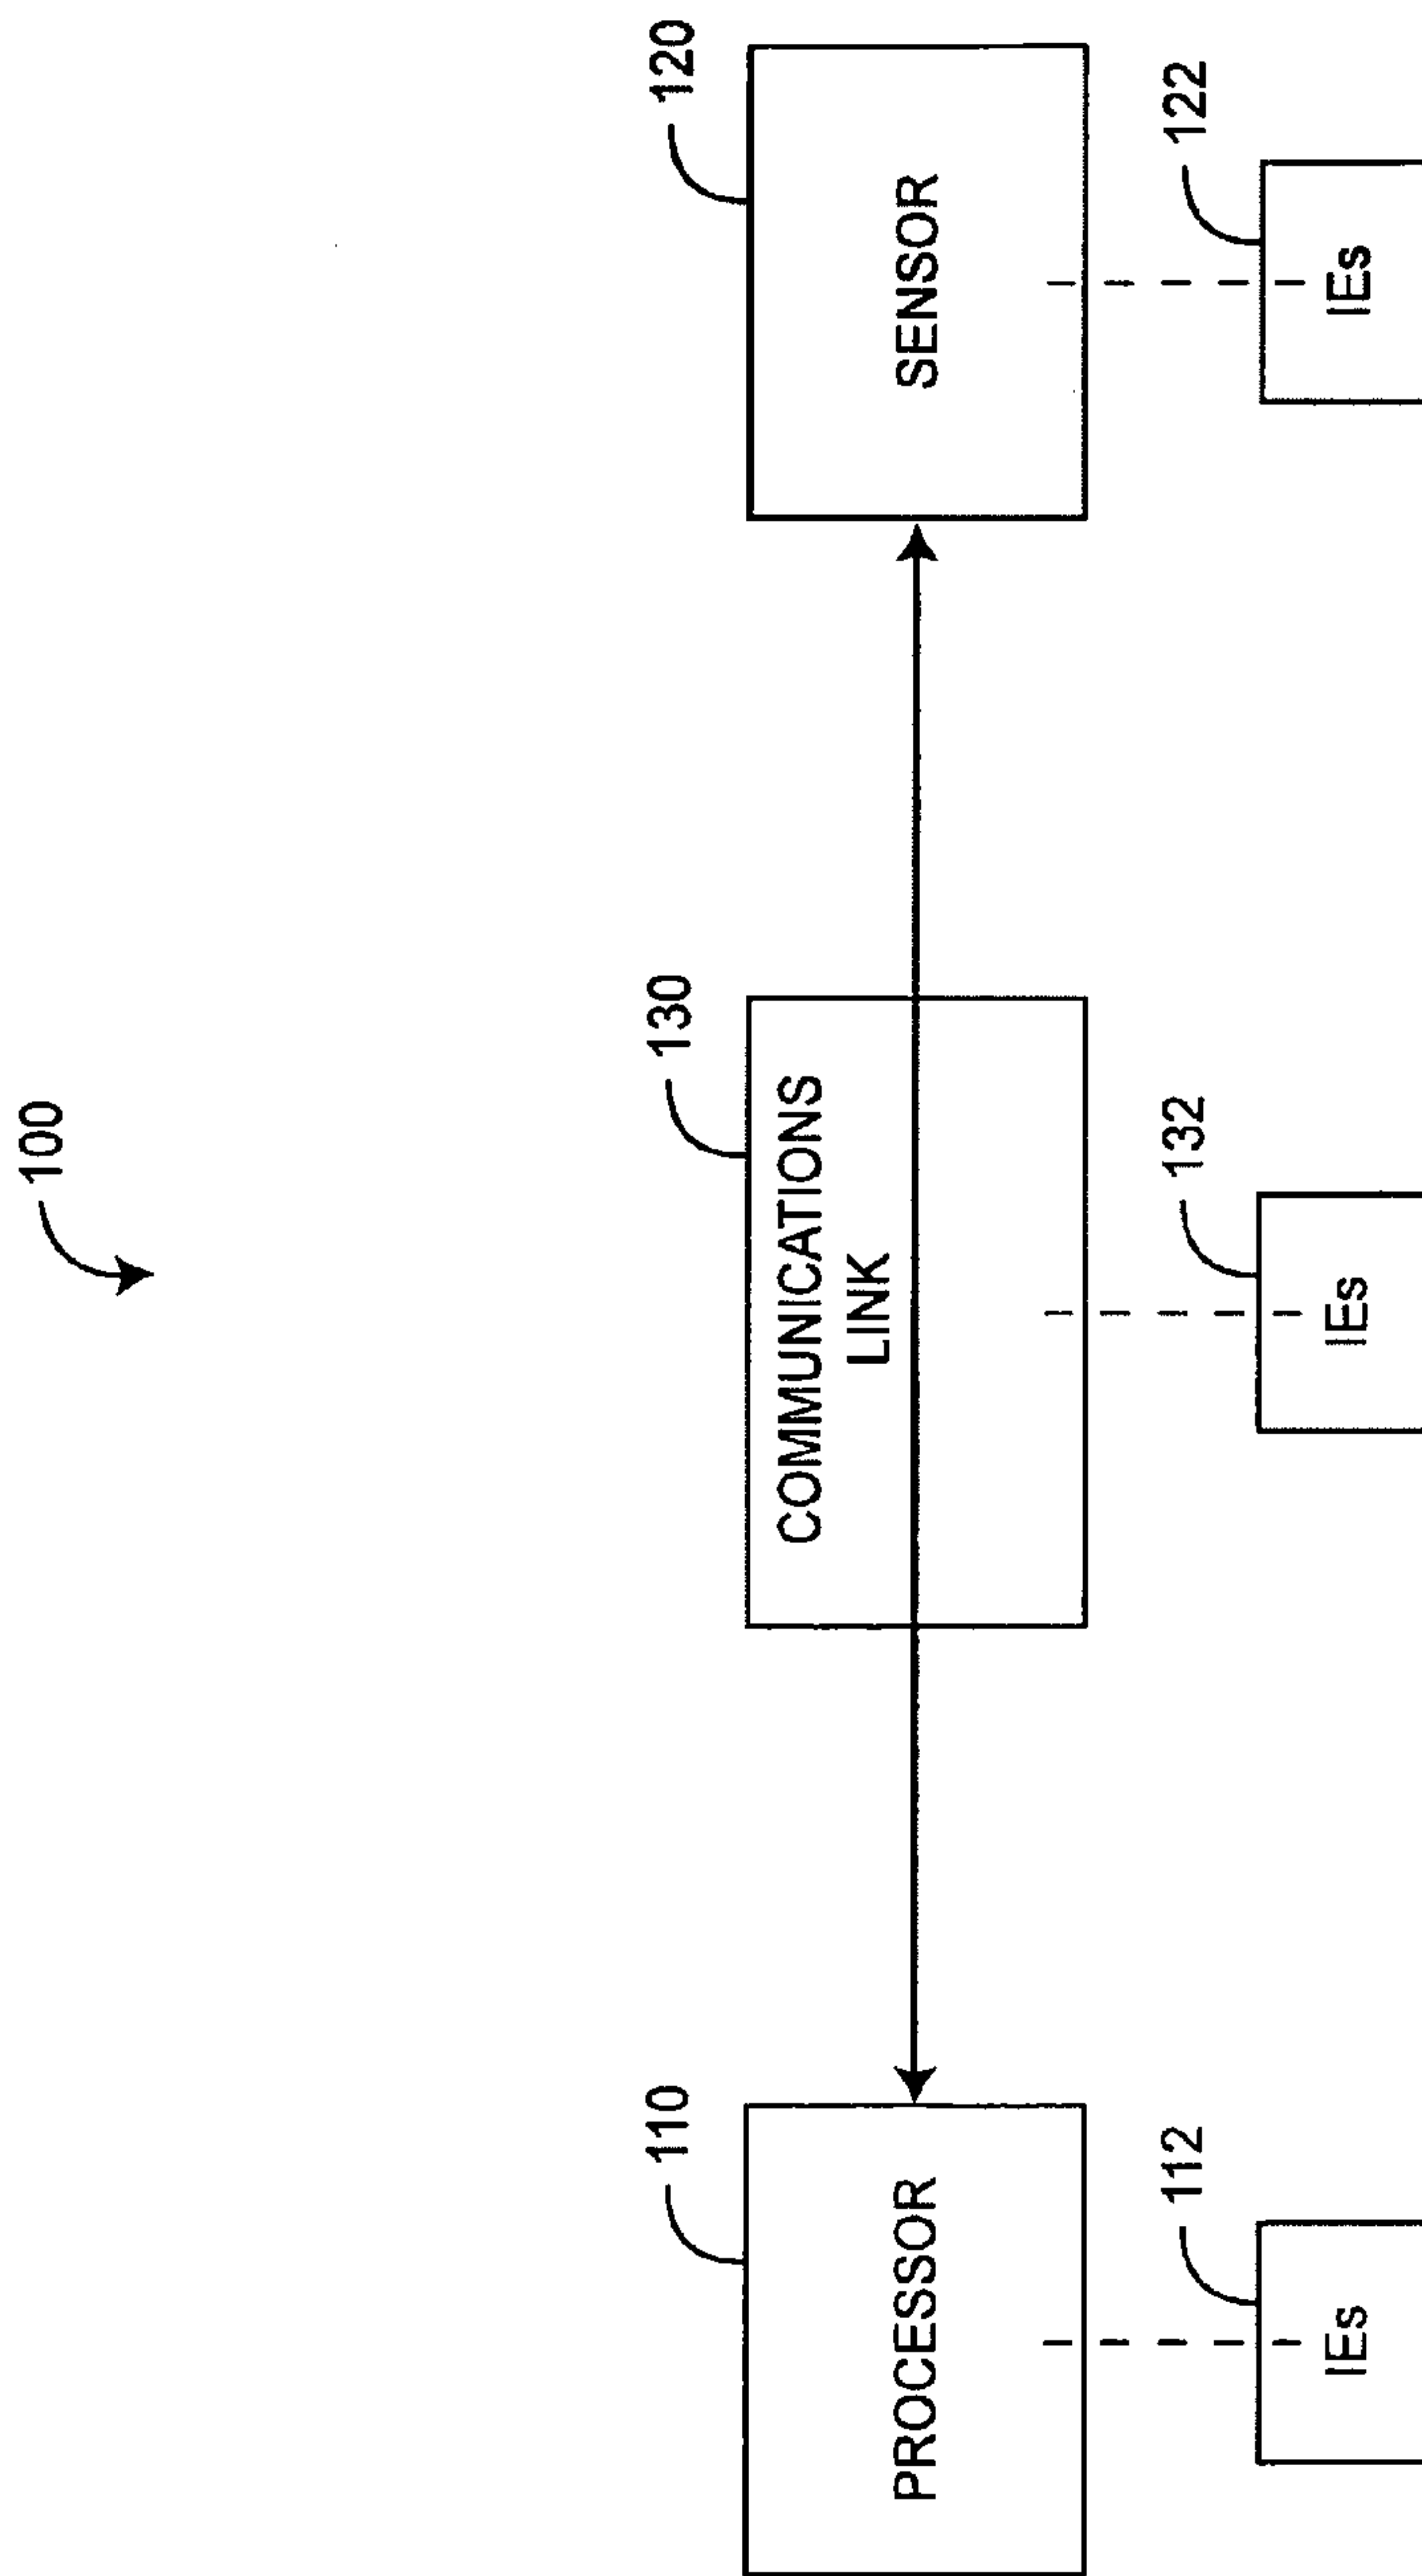 100
110
130
120
PROCESSOR
COMMUNICATIONS
LINK
SENSOR
112
132
122
IEs
IEs
IEs